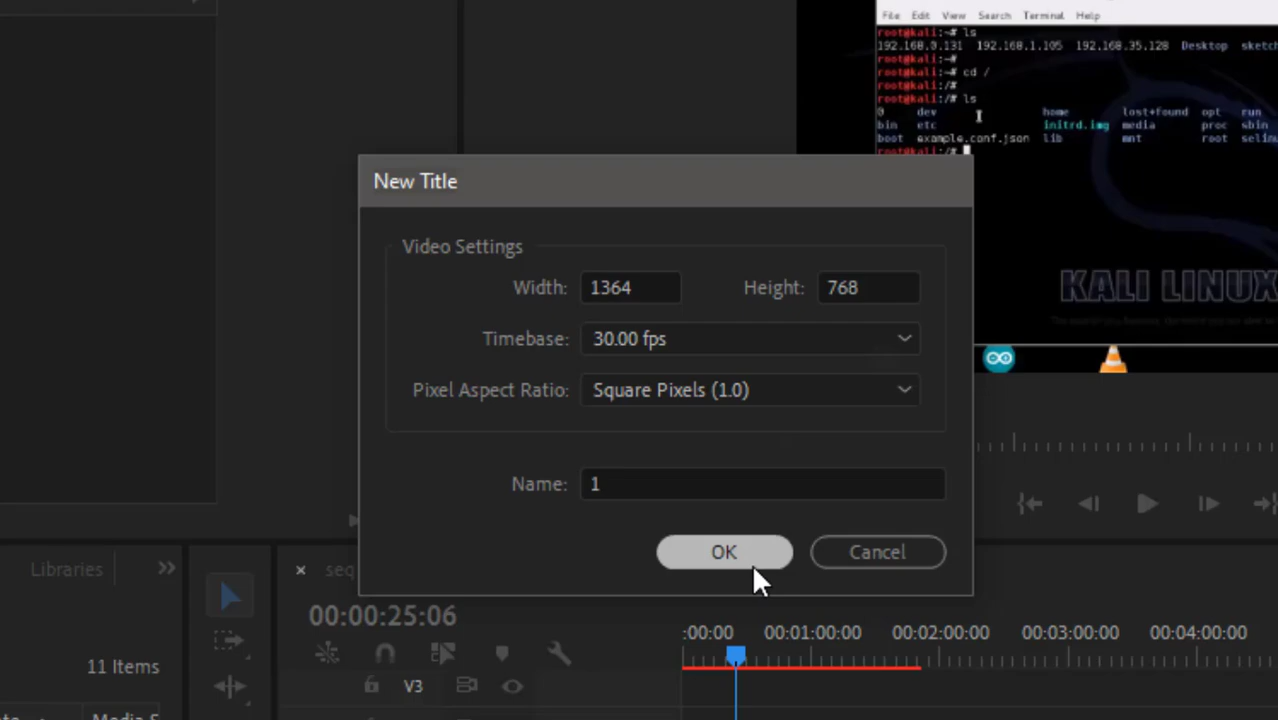 File Edit View Search Terminal Help
root@kali:~# ls
192.168.0.131 192.168.1.105 192.168.35.128 Desktop sketch
root@kali:~#
root@kali:~# cd /
root@kali:/#
root@kali:/# ls
0 dev home lost+found opt run
bin etc initrd.img media proc sbin
boot example.conf.json lib mnt root selinu
root@kali:/#
KALI LINUX
New Title
Video Settings
Width: 1364 Height: 768
Timebase: 30.00 fps
Pixel Aspect Ratio: Square Pixels (1.0)
Name: 1
OK Cancel
Libraries
seq
00:00:25:06
:00:00 00:01:00:00 00:02:00:00 00:03:00:00 00:04:00:00
11 Items
V3
Media S